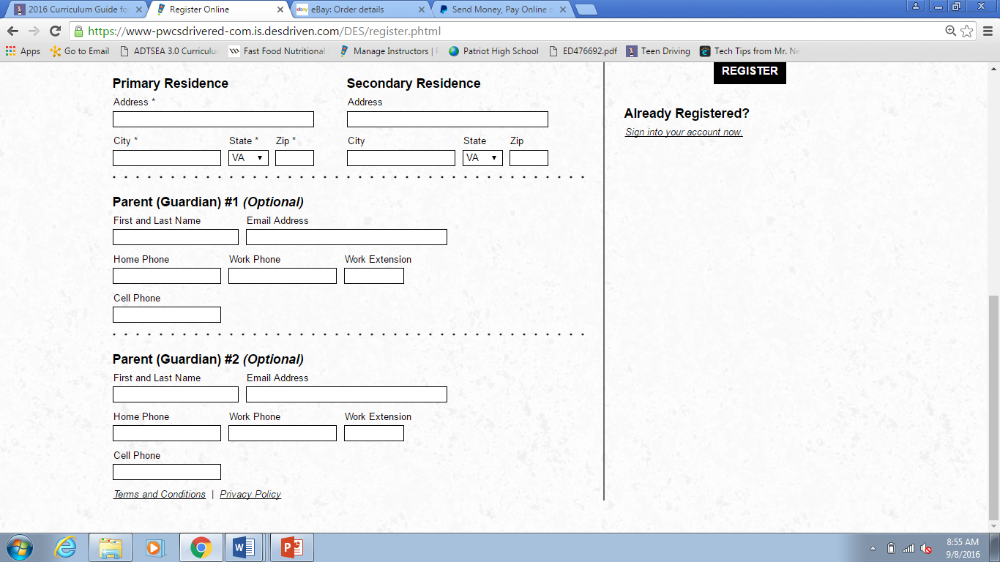 2016 Curriculum Guide fo
Register Online
eBay: Order details
Send Money, Pay Online o
https://www-pwcsdrivered-com.is.desdriven.com/DES/register.phtml
Apps
Go to Email
ADTSEA 3.0 Curriculu
Fast Food Nutritional
Manage Instructors |
Patriot High School
ED476692.pdf
Teen Driving
Tech Tips from Mr. Ne
REGISTER
Primary Residence
Secondary Residence
Address *
Address
City * State * Zip *
City State Zip
VA
VA
Already Registered?
Sign into your account now.
Parent (Guardian) #1 (Optional)
First and Last Name Email Address
Home Phone Work Phone Work Extension
Cell Phone
Parent (Guardian) #2 (Optional)
First and Last Name Email Address
Home Phone Work Phone Work Extension
Cell Phone
Terms and Conditions | Privacy Policy
8:55 AM
9/8/2016